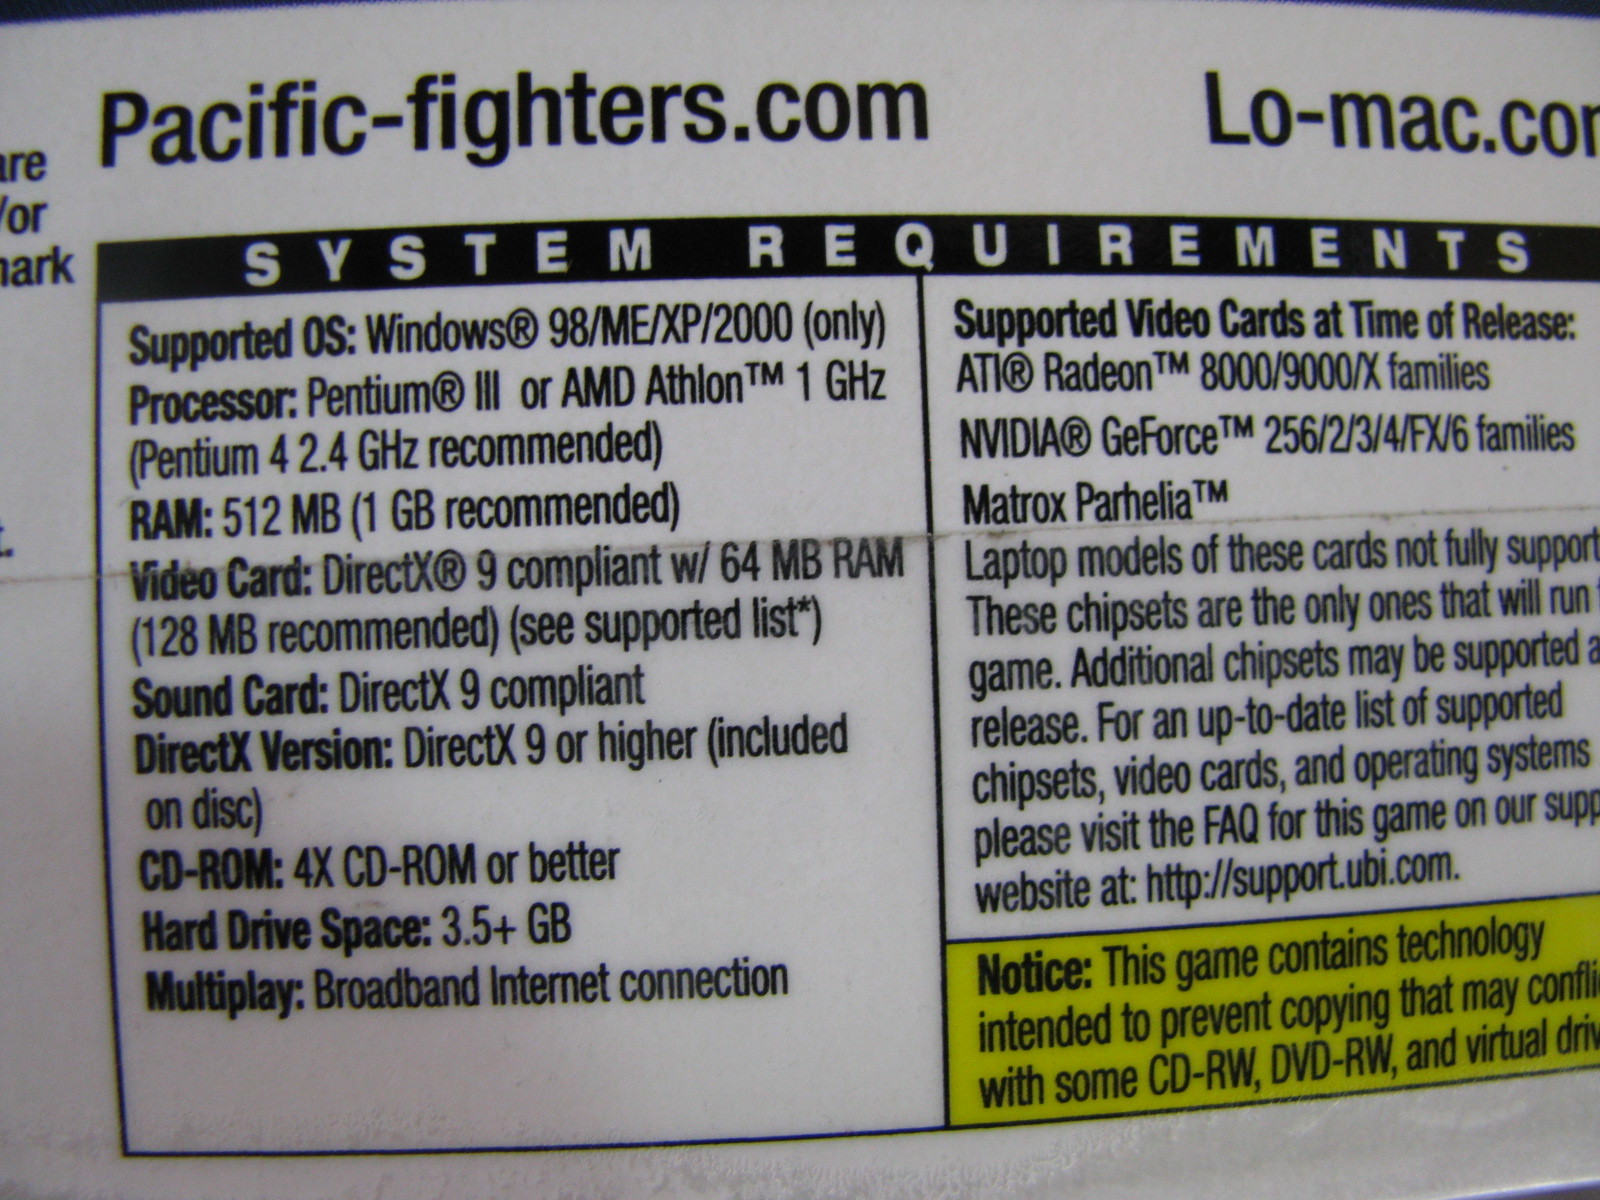 Pacific-fighters.com
Lo-mac.com
are
/or
mark
t.
SYSTEM REQUIREMENTS
Supported OS: Windows® 98/ME/XP/2000 (only)
Processor: Pentium® III or AMD Athlon™ 1 GHz
(Pentium 4 2.4 GHz recommended)
RAM: 512 MB (1 GB recommended)
Video Card: DirectX® 9 compliant w/ 64 MB RAM
(128 MB recommended) (see supported list*)
Sound Card: DirectX 9 compliant
DirectX Version: DirectX 9 or higher (included
on disc)
CD-ROM: 4X CD-ROM or better
Hard Drive Space: 3.5+ GB
Multiplay: Broadband Internet connection
Supported Video Cards at Time of Release:
ATI® Radeon™ 8000/9000/X families
NVIDIA® GeForce™ 256/2/3/4/FX/6 families
Matrox Parhelia™
Laptop models of these cards not fully support
These chipsets are the only ones that will run
game. Additional chipsets may be supported a
release. For an up-to-date list of supported
chipsets, video cards, and operating systems
please visit the FAQ for this game on our supp
website at: http://support.ubi.com.
Notice: This game contains technology
intended to prevent copying that may confli
with some CD-RW, DVD-RW, and virtual driv